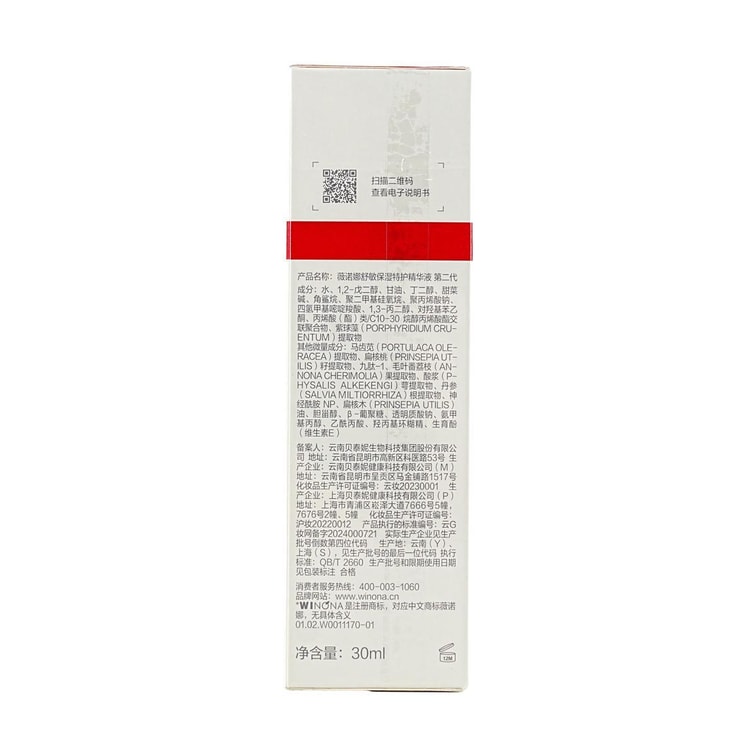 扫描二维码
查看电子说明书
产品名称：薇诺娜舒敏保湿特护精华液 第二代
成分：水、1,2-戊二醇、甘油、丁二醇、甜菜
碱、角鲨烷、聚二甲基硅氧烷、聚丙烯酸钠、
四氢甲基嘧啶羧酸、1,3-丙二醇、对羟基苯乙
酮、丙烯酸（酯）类/C10-30 烷醇丙烯酸酯交
联聚合物、紫球藻（PORPHYRIDIUM CRU-
ENTUM）提取物
其他微量成分：马齿苋（PORTULACA OLE-
RACEA）提取物、扁核桃（PRINSEPIA UT-
ILIS）籽提取物、九肽-1、毛叶番荔枝（AN-
NONA CHERIMOLIA）果提取物、酸浆（P-
HYSALIS ALKEKENGI）萼提取物、丹参
（SALVIA MILTIORRHIZA）根提取物、神
经酰胺 NP、扁核木（PRINSEPIA UTILIS）
油、胆甾醇、β-葡聚糖、透明质酸钠、氨甲
基丙醇、乙酰丙酸、羟丙基环糊精、生育酚
（维生素E）
备案人：云南贝泰妮生物科技集团股份有限公
司 地址：云南省昆明市高新区科医路53号 生
产企业：云南贝泰妮健康科技有限公司（M）
地址：云南省昆明市呈贡区马金铺街1517号
化妆品生产许可证编号：云妆20230001 生
产企业：上海贝泰妮健康科技有限公司（P）
地址：上海市青浦区崧泽大道7666号5幢，
7676号2幢、5幢 化妆品生产许可证编号：
沪妆20220012 产品执行的标准编号：云G
妆网备字2024000721 实际生产企业见生产
批号倒数第四位代码 生产地：云南（Y）、
上海（S），见生产批号的最后一位代码 执行
标准：QB/T 2660 生产批号和限期使用日期
见包装标注 合格
消费者服务热线：400-003-1060
品牌网站：www.winona.cn
*WINONA是注册商标，对应中文商标薇诺
娜，无具体含义
01.02.W0011170-01
净含量：30ml
12M